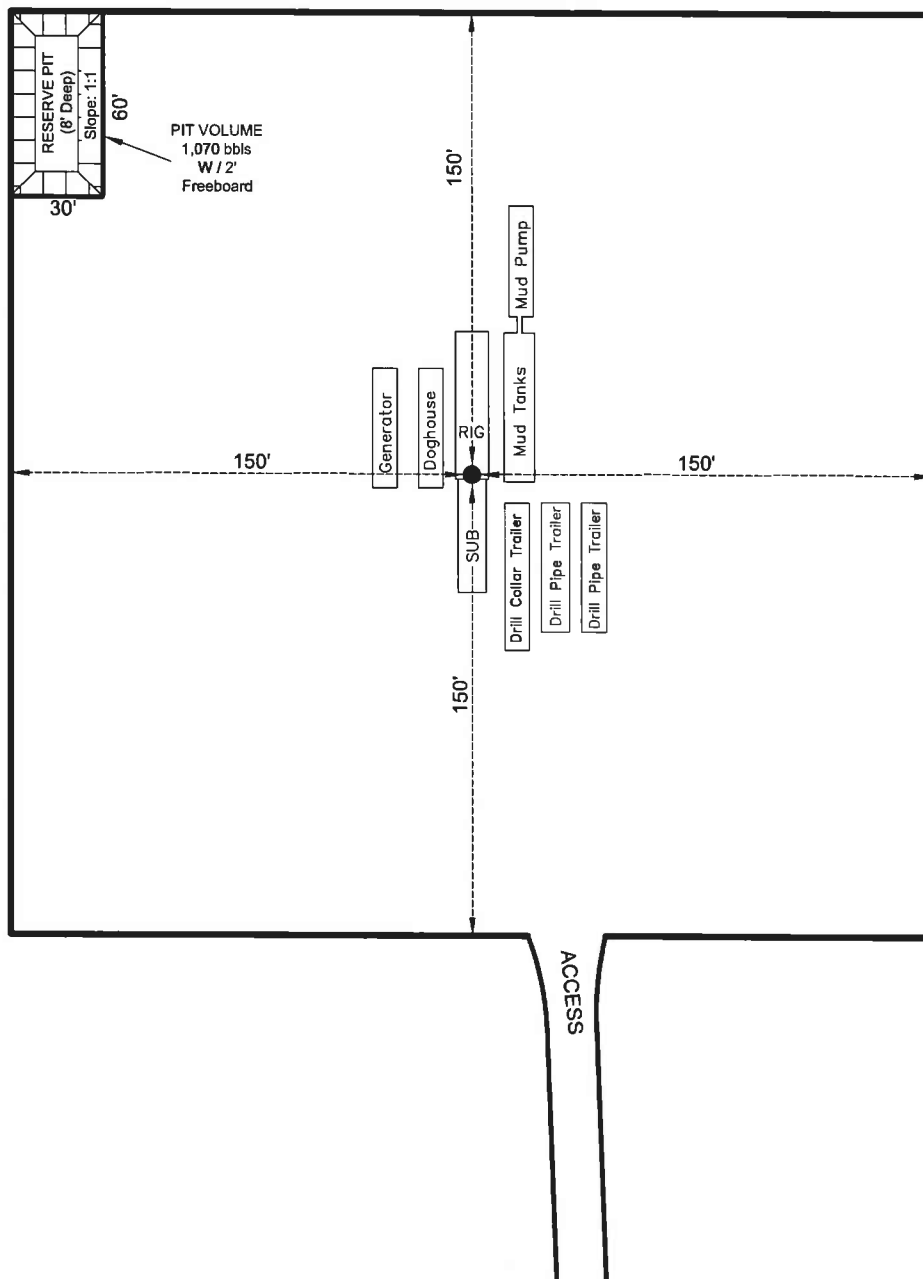 RESERVE PIT
(8' Deep)
Slope: 1:1
60'
30'
PIT VOLUME
1,070 bbls
W / 2'
Freeboard
150'
Mud Pump
Generator
Doghouse
RIG
Mud Tanks
150'
150'
SUB
Drill Collar Trailer
Drill Pipe Trailer
Drill Pipe Trailer
150'
ACCESS